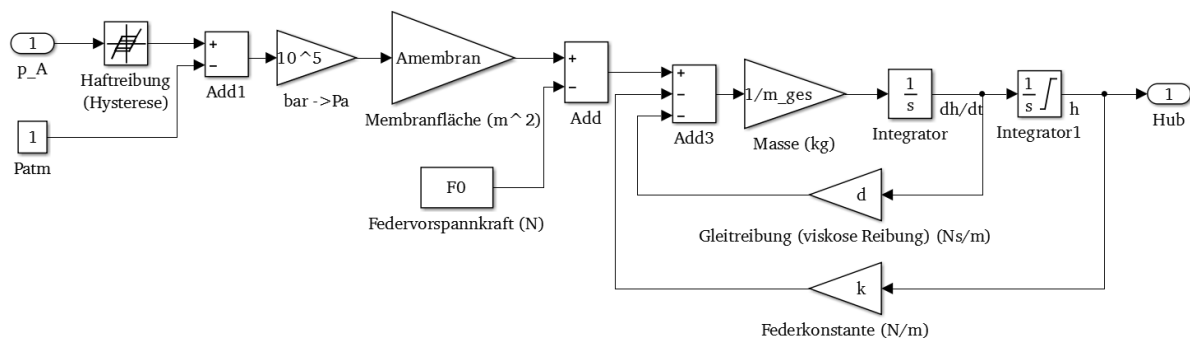 1
p_A
Haftreibung
(Hysterese)
+
−
Add1
1
Patm
10^5
bar ->Pa
Amembran
Membranfläche (m^2)
F0
Federvorspannkraft (N)
+
−
Add
+
−
−
Add3
1/m_ges
Masse (kg)
1
s
Integrator
dh/dt
1
s
Integrator1
h
1
Hub
d
Gleitreibung (viskose Reibung) (Ns/m)
k
Federkonstante (N/m)